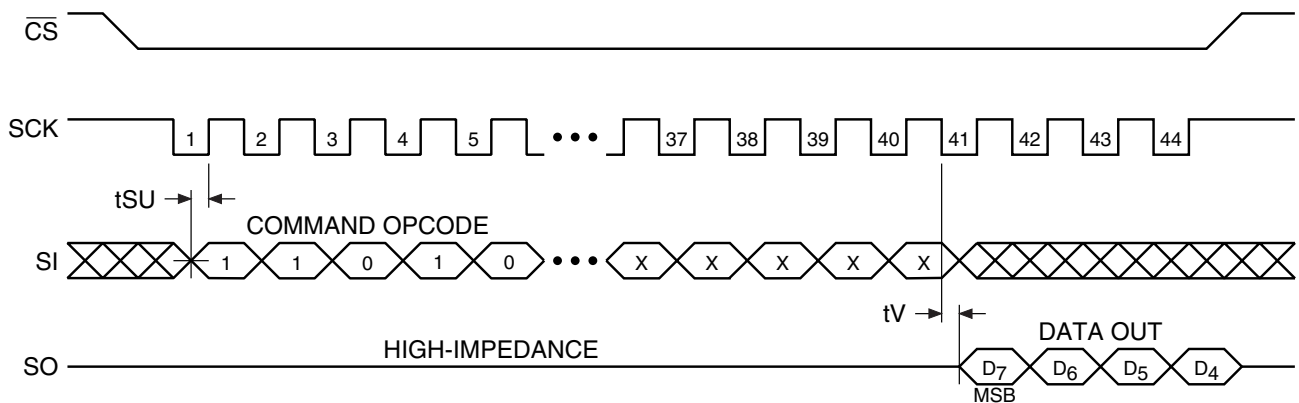 CS
SCK
1 2 3 4 5 ••• 37 38 39 40 41 42 43 44
tSU
COMMAND OPCODE
SI
1 1 0 1 0 ••• X X X X X
tV
HIGH-IMPEDANCE
DATA OUT
SO
D7 D6 D5 D4
MSB